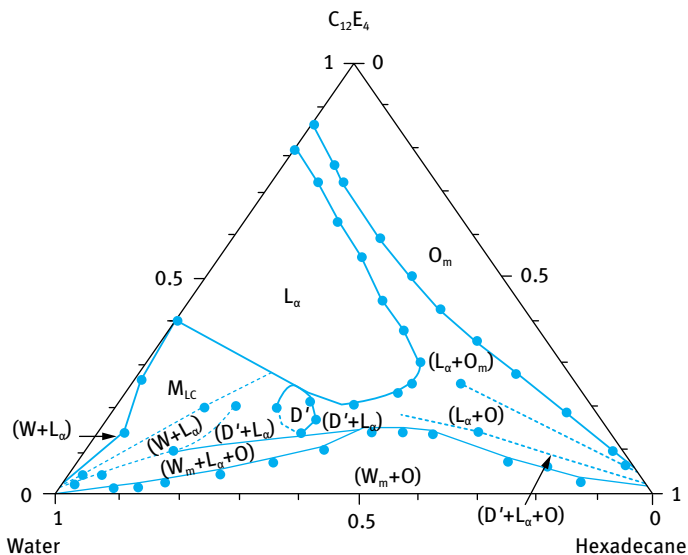 C₁₂E₄
1 0
0.5
0.5
Oₘ
Lα
(Lα+Oₘ)
M_LC
(Lα+O)
D′
(W+Lα)
(W+Lα)
(D′+Lα)
(D′+Lα)
(Wₘ+Lα+O)
(Wₘ+O)
(D′+Lα+O)
0
1
1
0.5
0
Water
Hexadecane